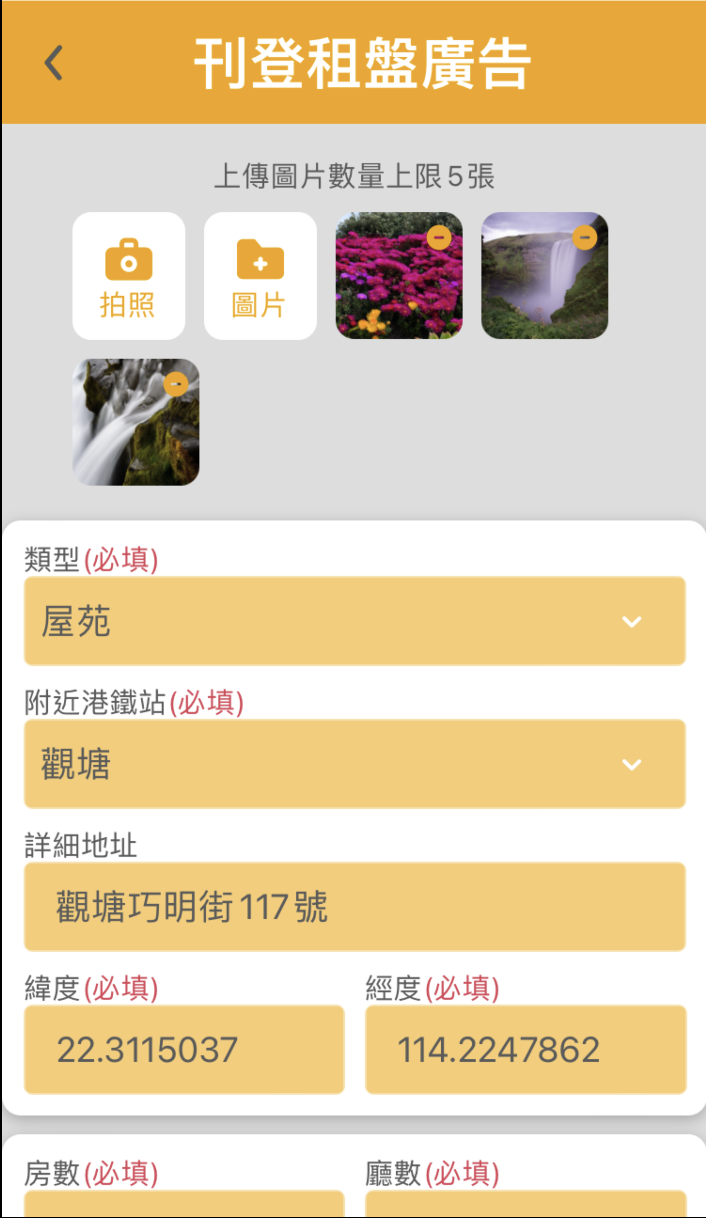 刊登租盤廣告
上傳圖片數量上限5張
拍照
圖片
類型(必填)
屋苑
附近港鐵站(必填)
觀塘
詳細地址
觀塘巧明街117號
緯度(必填) 經度(必填)
22.3115037 114.2247862
房數(必填) 廳數(必填)